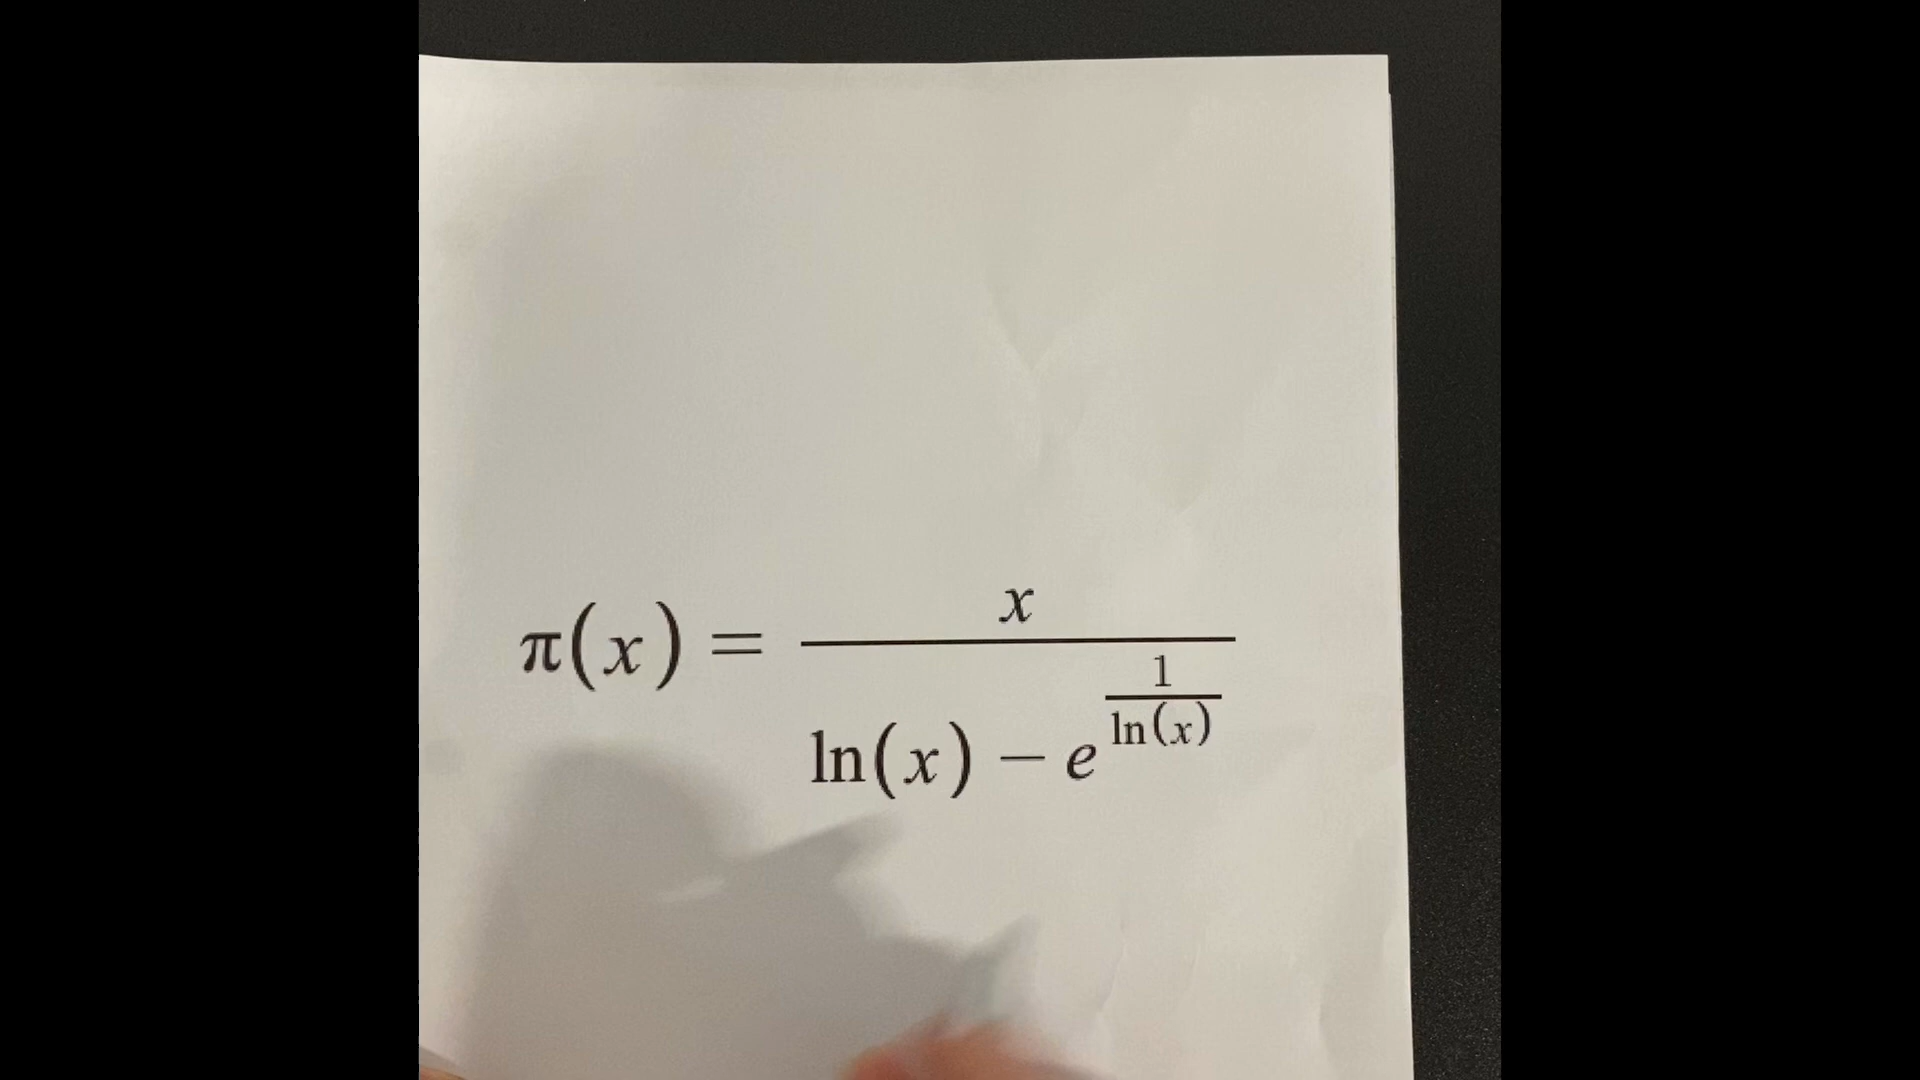 π(x) = x / (ln(x) − e^(1/ln(x)))